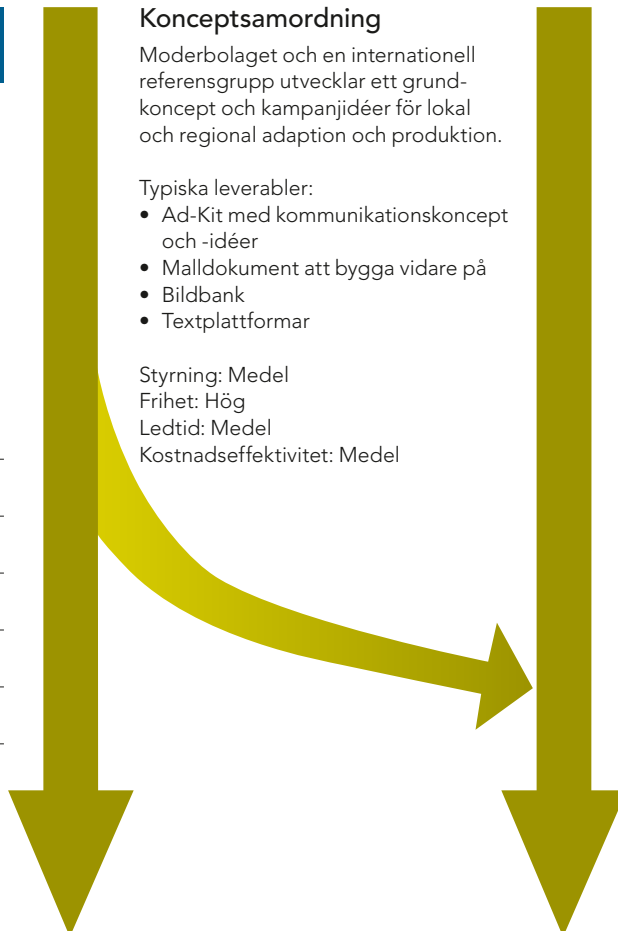 Konceptsamordning
Moderbolaget och en internationell
referensgrupp utvecklar ett grund-
koncept och kampanjidéer för lokal
och regional adaption och produktion.
Typiska leverabler:
• Ad-Kit med kommunikationskoncept
och -idéer
• Malldokument att bygga vidare på
• Bildbank
• Textplattformar
Styrning: Medel
Frihet: Hög
Ledtid: Medel
Kostnadseffektivitet: Medel